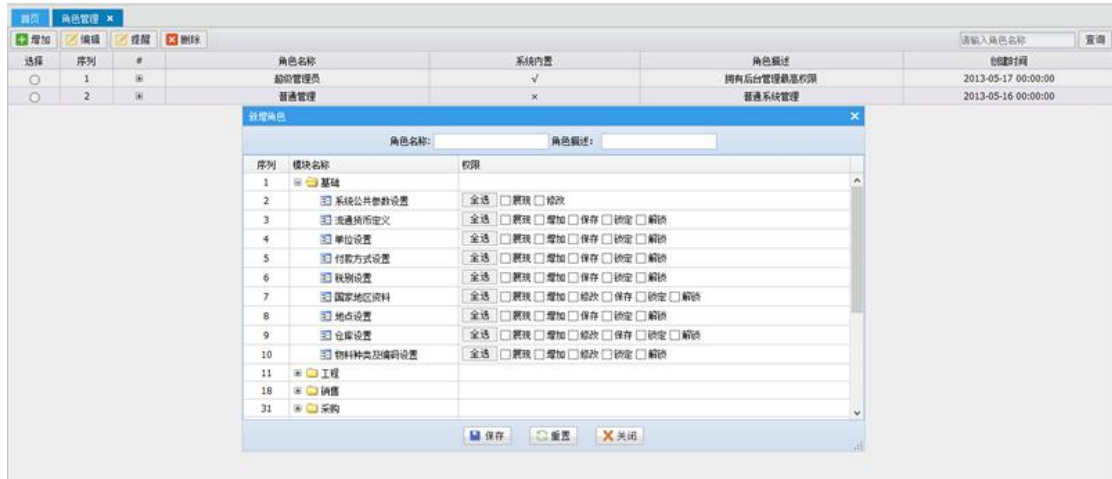 首页 角色管理 ×
增加 编辑 提醒 删除 请输入角色名称 查询
选择 序列 # 角色名称 系统内置 角色描述 创建时间
1 超级管理员 √ 拥有后台管理最高权限 2013-05-17 00:00:00
2 普通管理 × 普通系统管理 2013-05-16 00:00:00
新增角色 ×
角色名称: 角色描述:
序列 模块名称 权限
1 基础
2 系统公共参数设置 全选 展现 修改
3 流通货币定义 全选 展现 增加 保存 锁定 解锁
4 单位设置 全选 展现 增加 保存 锁定 解锁
5 付款方式设置 全选 展现 增加 保存 锁定 解锁
6 税别设置 全选 展现 增加 保存 锁定 解锁
7 国家地区资料 全选 展现 增加 修改 保存 锁定 解锁
8 地点设置 全选 展现 增加 保存 锁定 解锁
9 仓库设置 全选 展现 增加 修改 保存 锁定 解锁
10 物料种类及编码设置 全选 展现 增加 修改 锁定 解锁
11 工程
18 销售
31 采购
保存 重置 关闭